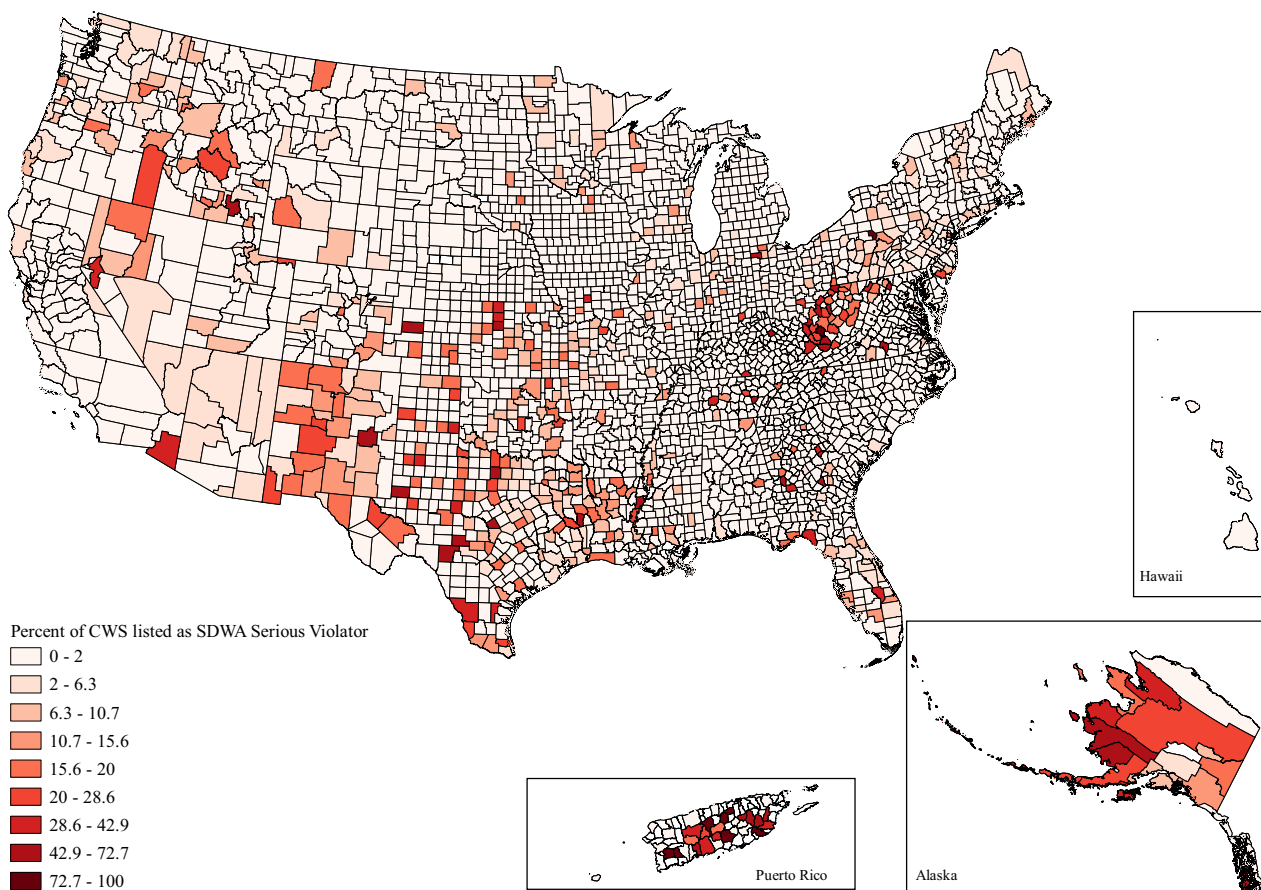 Hawaii
Percent of CWS listed as SDWA Serious Violator
0 - 2
2 - 6.3
6.3 - 10.7
10.7 - 15.6
15.6 - 20
20 - 28.6
28.6 - 42.9
42.9 - 72.7
72.7 - 100
Puerto Rico
Alaska